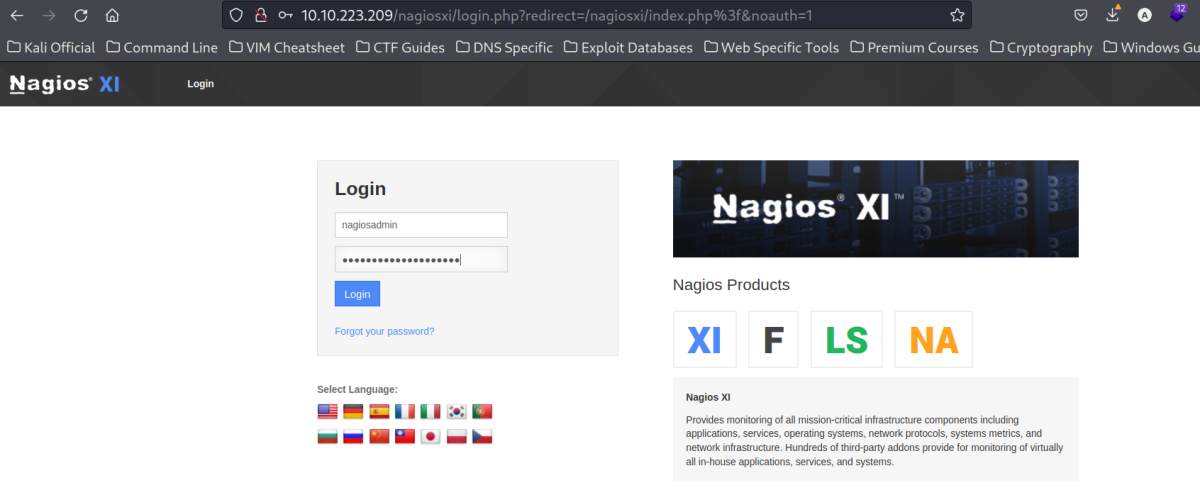 10.10.223.209/nagiosxi/login.php?redirect=/nagiosxi/index.php%3f&noauth=1
A
12
Kali Official Command Line VIM Cheatsheet CTF Guides DNS Specific Exploit Databases Web Specific Tools Premium Courses Cryptography Windows Gu
Nagios® XI Login
Login
nagiosadmin
••••••••••••••••••••
Login
Forgot your password?
Select Language:
Nagios® XI™
Nagios Products
XI F LS NA
Nagios XI
Provides monitoring of all mission-critical infrastructure components including
applications, services, operating systems, network protocols, systems metrics, and
network infrastructure. Hundreds of third-party addons provide for monitoring of virtually
all in-house applications, services, and systems.